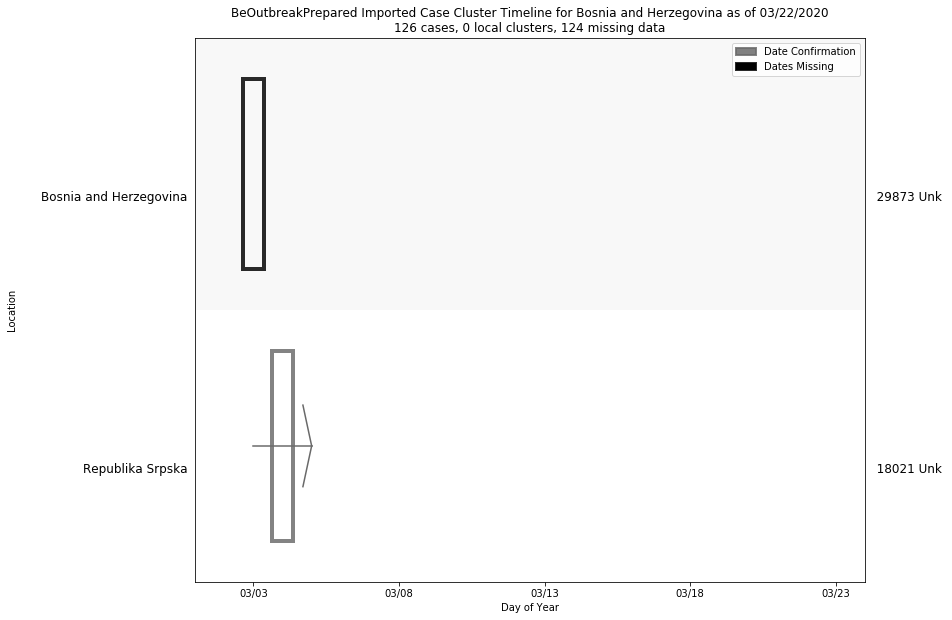 BeOutbreakPrepared Imported Case Cluster Timeline for Bosnia and Herzegovina as of 03/22/2020
126 cases, 0 local clusters, 124 missing data
Date Confirmation
Dates Missing
Bosnia and Herzegovina
29873 Unk
Location
Republika Srpska
18021 Unk
03/03 03/08 03/13 03/18 03/23
Day of Year